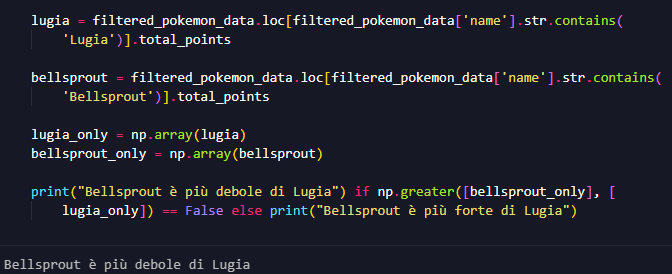 lugia = filtered_pokemon_data.loc[filtered_pokemon_data['name'].str.contains(
'Lugia')].total_points
bellsprout = filtered_pokemon_data.loc[filtered_pokemon_data['name'].str.contains(
'Bellsprout')].total_points
lugia_only = np.array(lugia)
bellsprout_only = np.array(bellsprout)
print("Bellsprout è più debole di Lugia") if np.greater([bellsprout_only], [
lugia_only]) == False else print("Bellsprout è più forte di Lugia")
Bellsprout è più debole di Lugia